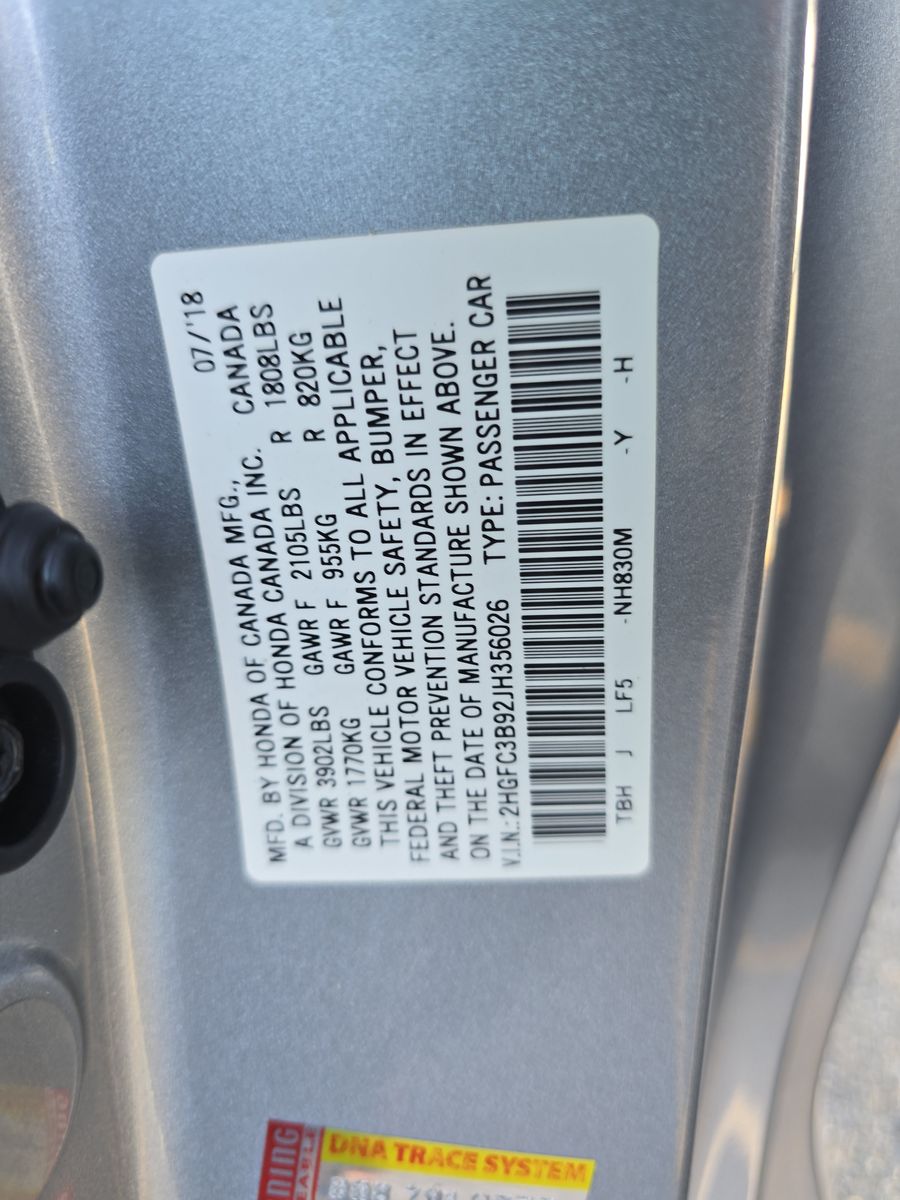 07/'18
MFD. BY HONDA OF CANADA MFG., CANADA
A DIVISION OF HONDA CANADA INC.
GVWR 3902LBS GAWR F 2105LBS R 1808LBS
GVWR 1770KG GAWR F 955KG R 820KG
THIS VEHICLE CONFORMS TO ALL APPLICABLE
FEDERAL MOTOR VEHICLE SAFETY, BUMPER,
AND THEFT PREVENTION STANDARDS IN EFFECT
ON THE DATE OF MANUFACTURE SHOWN ABOVE.
V.I.N.: 2HGFC3B92JH356026 TYPE: PASSENGER CAR
TBH J LF5 -NH830M -Y -H
DNA TRACE SYSTEM